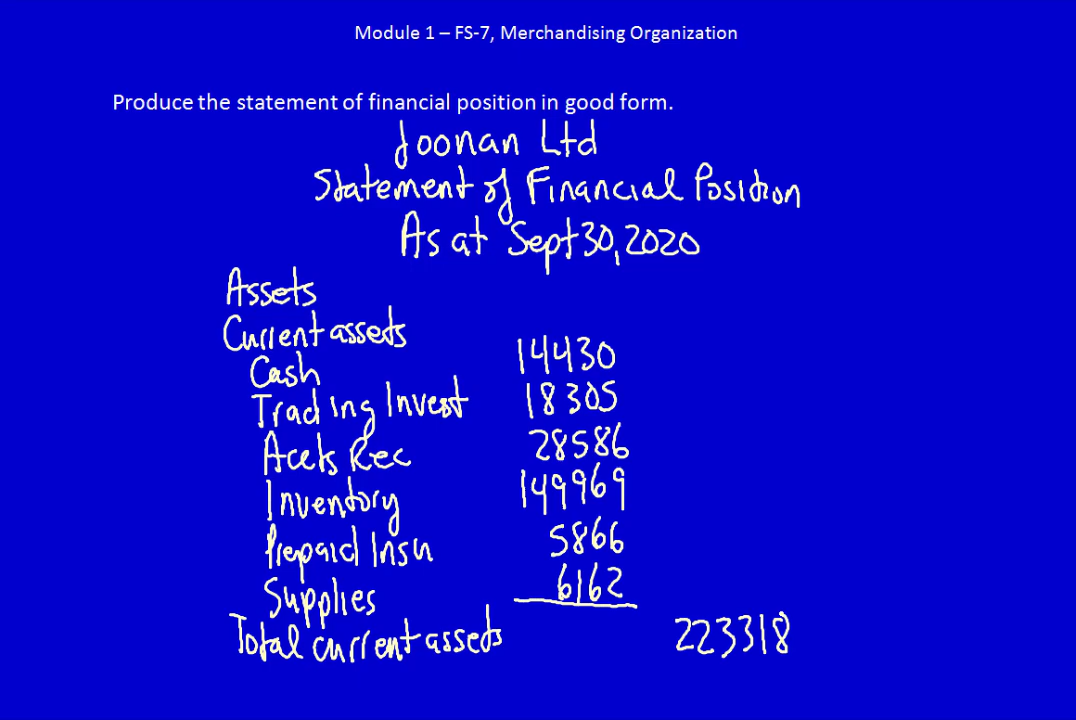 Module 1 – FS-7, Merchandising Organization
Produce the statement of financial position in good form.
Joonan Ltd
Statement of Financial Position
As at Sept 30, 2020
Assets
Current assets
Cash 14430
Trading Invest 18305
Accts Rec 28586
Inventory 149969
Prepaid Insu 5866
Supplies 6162
Total current assets 223318